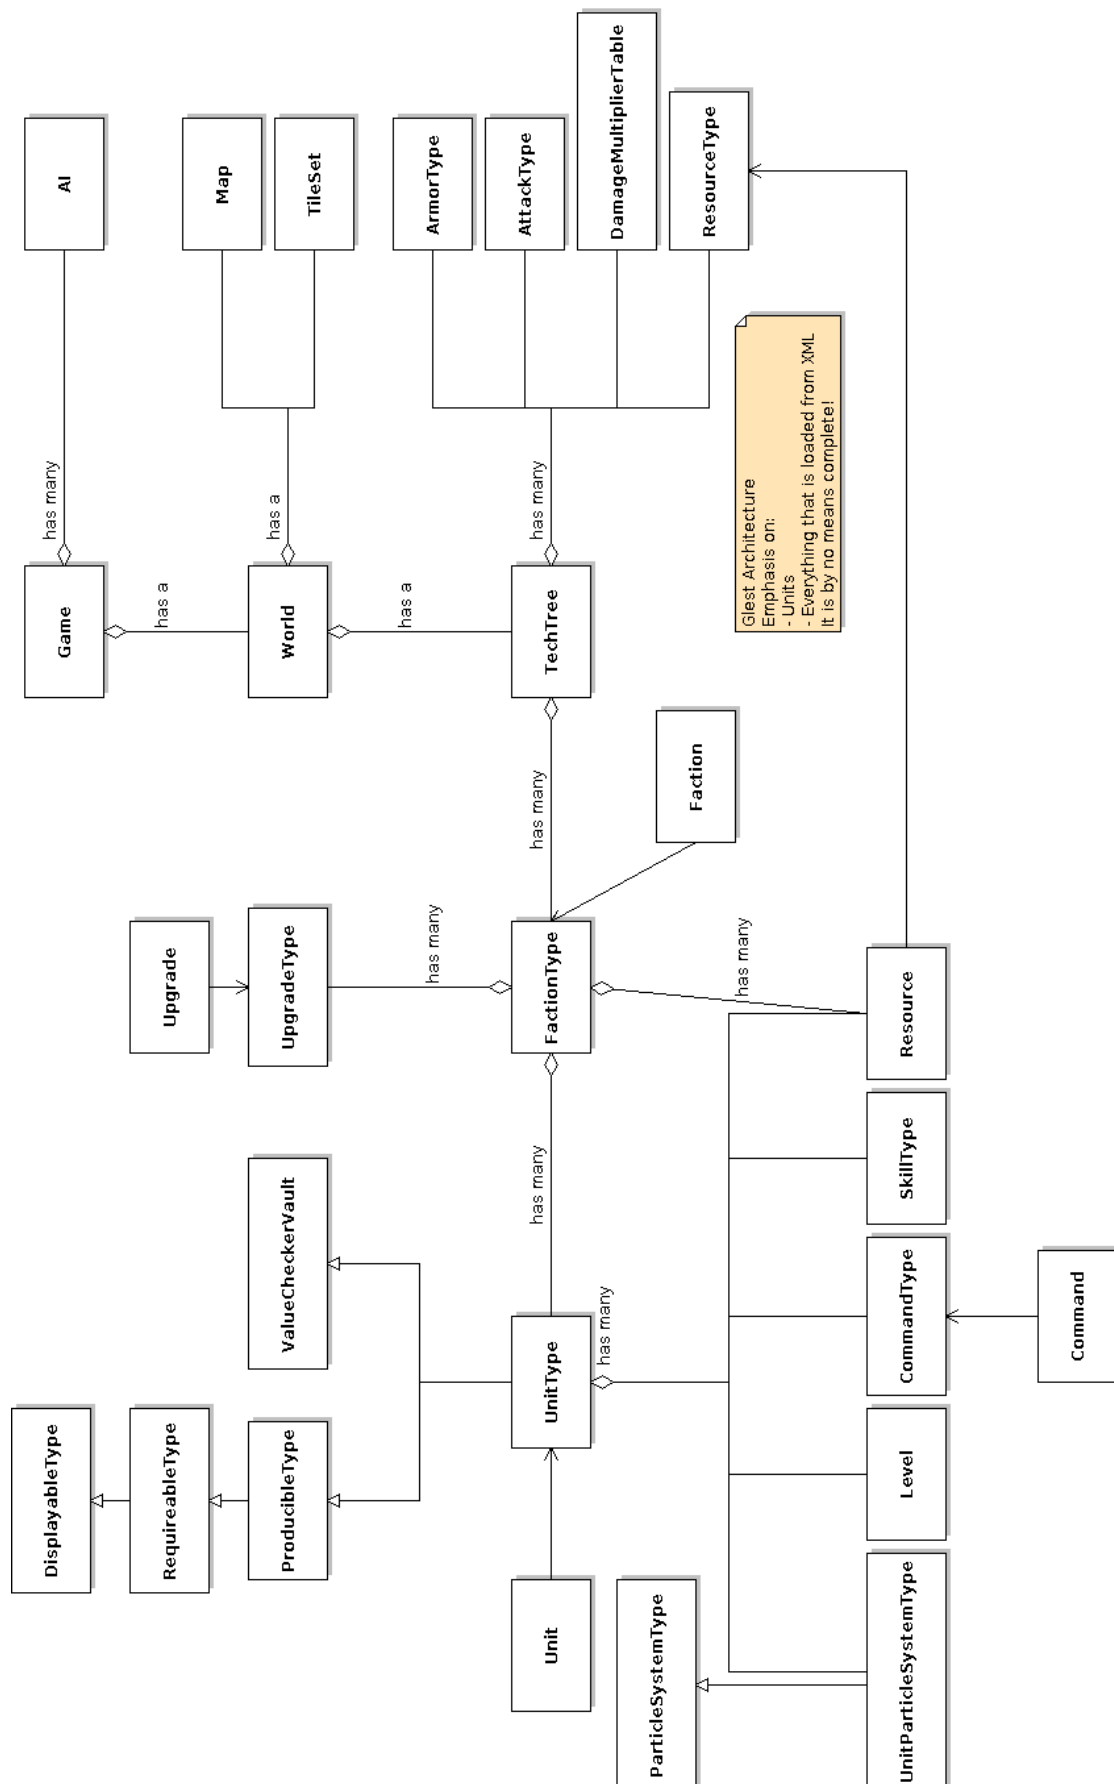 DisplayableType
Game
has many
AI
RequireableType
Upgrade
has a
Map
ProducibleType
ValueCheckerVault
UpgradeType
World
has a
TileSet
has many
has a
ArmorType
Unit
UnitType
has many
FactionType
has many
TechTree
has many
AttackType
has many
DamageMultiplierTable
ParticleSystemType
Faction
ResourceType
has many
Glest Architecture
Emphasis on:
- Units
- Everything that is loaded from XML
It is by no means complete!
UnitParticleSystemType
Level
CommandType
SkillType
Resource
Command